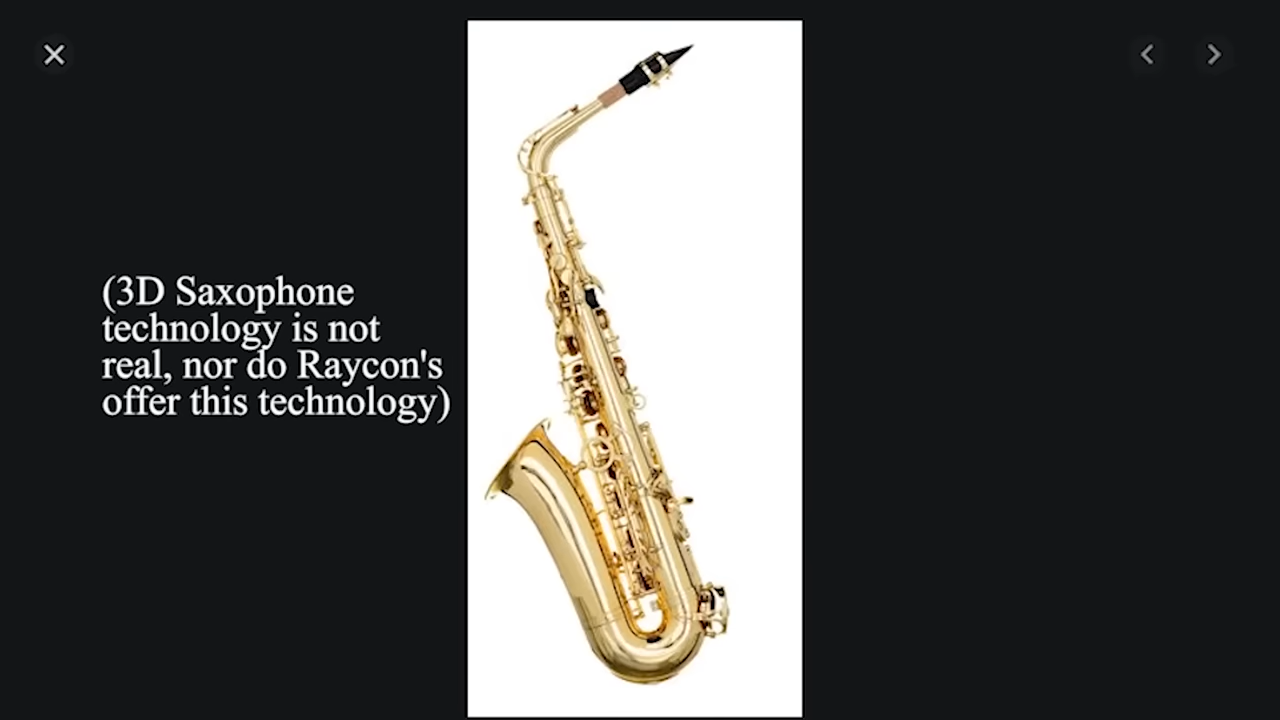 (3D Saxophone
technology is not
real, nor do Raycon's
offer this technology)